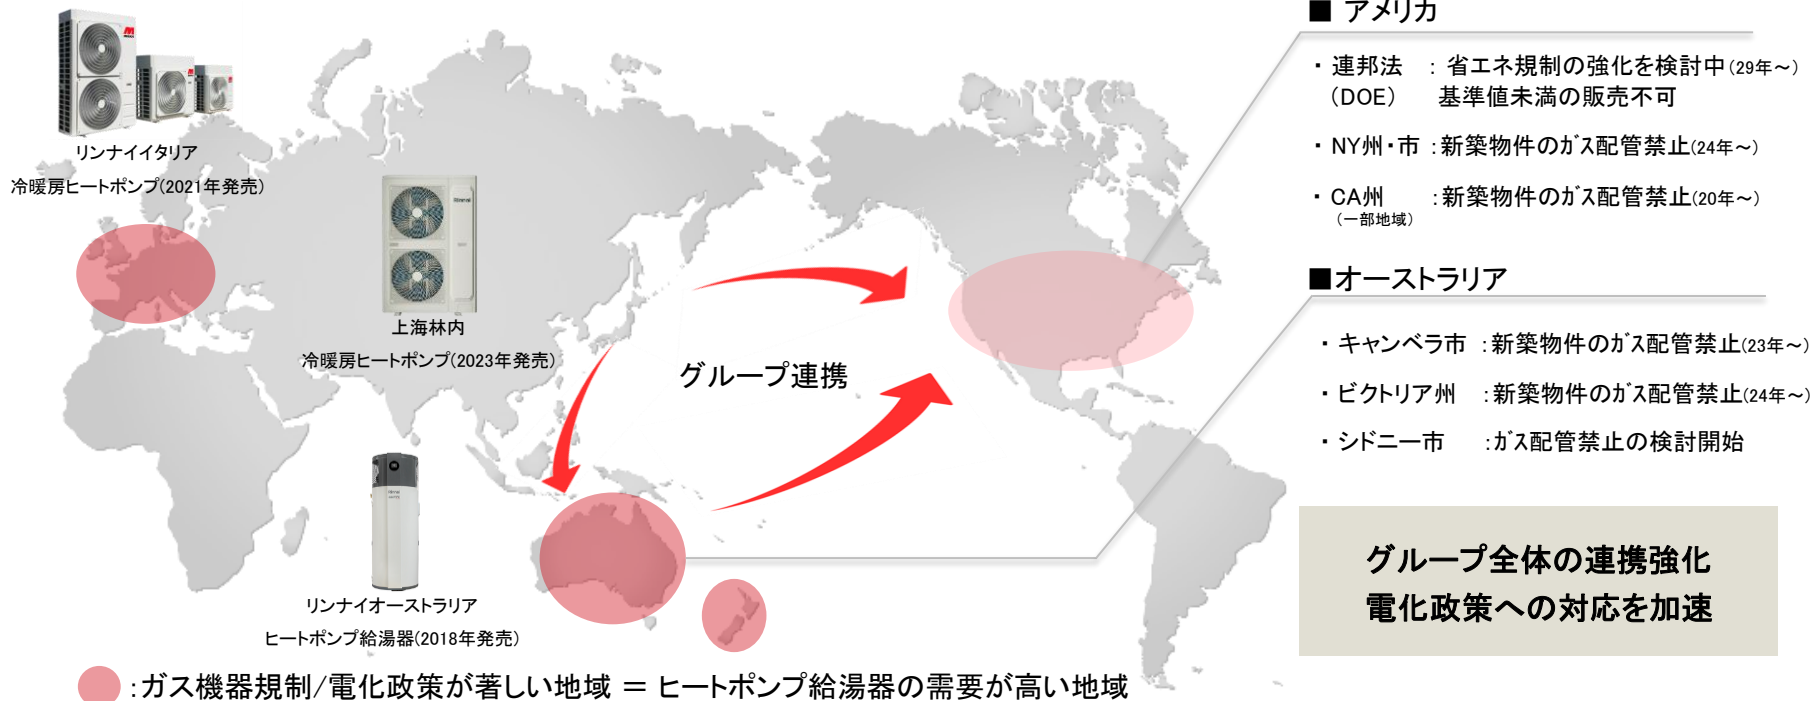 リンナイイタリア
冷暖房ヒートポンプ(2021年発売)
Rinnai
上海林内
冷暖房ヒートポンプ(2023年発売)
グループ連携
Rinnai
リンナイオーストラリア
ヒートポンプ給湯器(2018年発売)
:ガス機器規制/電化政策が著しい地域 = ヒートポンプ給湯器の需要が高い地域
■ アメリカ
・連邦法 : 省エネ規制の強化を検討中(29年~)
(DOE) 基準値未満の販売不可
・NY州・市 :新築物件のガス配管禁止(24年~)
・CA州 :新築物件のガス配管禁止(20年~)
(一部地域)
■オーストラリア
・キャンベラ市 :新築物件のガス配管禁止(23年~)
・ビクトリア州 :新築物件のガス配管禁止(24年~)
・シドニー市 :ガス配管禁止の検討開始
グループ全体の連携強化
電化政策への対応を加速